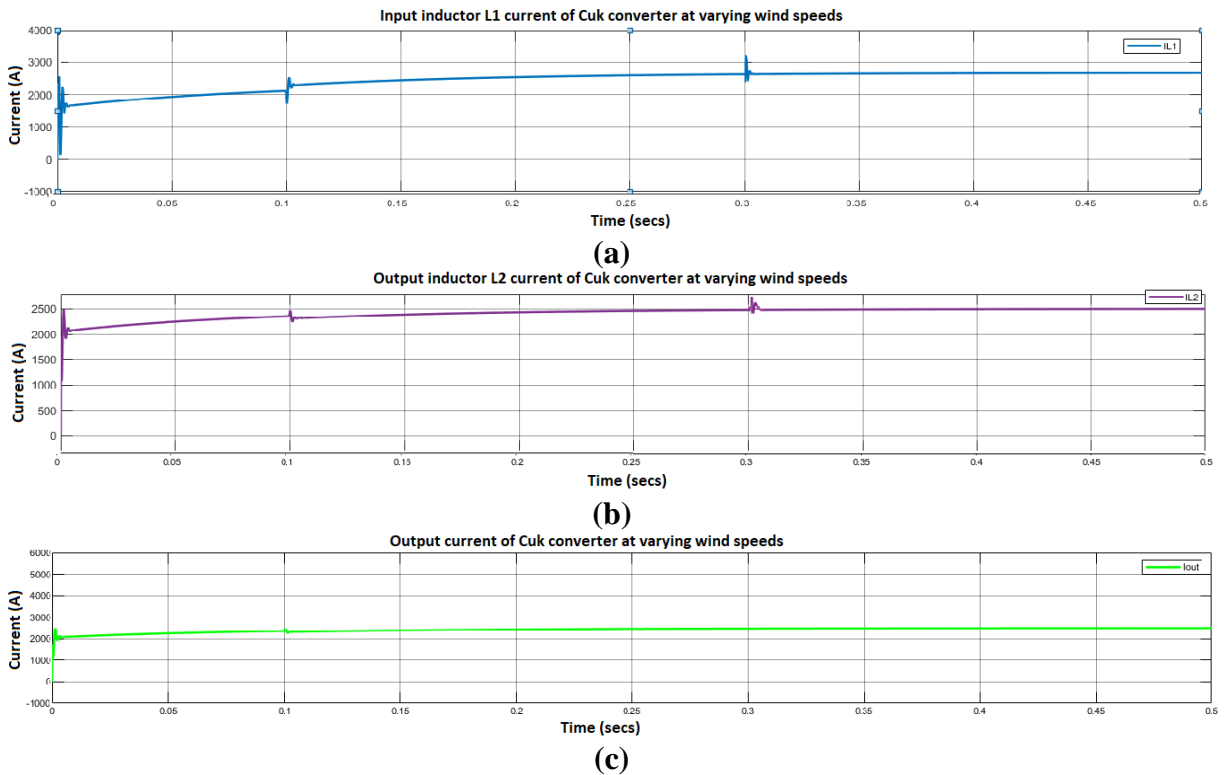 Input inductor L1 current of Cuk converter at varying wind speeds
4000
3000
2000
1000
0
-1000
Current (A)
IL1
0 0.05 0.1 0.15 0.2 0.25 0.3 0.35 0.4 0.45 0.5
Time (secs)
(a)
Output inductor L2 current of Cuk converter at varying wind speeds
2500
2000
1500
1000
500
0
Current (A)
IL2
0 0.05 0.1 0.15 0.2 0.25 0.3 0.35 0.4 0.45 0.5
Time (secs)
(b)
Output current of Cuk converter at varying wind speeds
6000
5000
4000
3000
2000
1000
0
-1000
Current (A)
Iout
0 0.05 0.1 0.15 0.2 0.25 0.3 0.35 0.4 0.45 0.5
Time (secs)
(c)